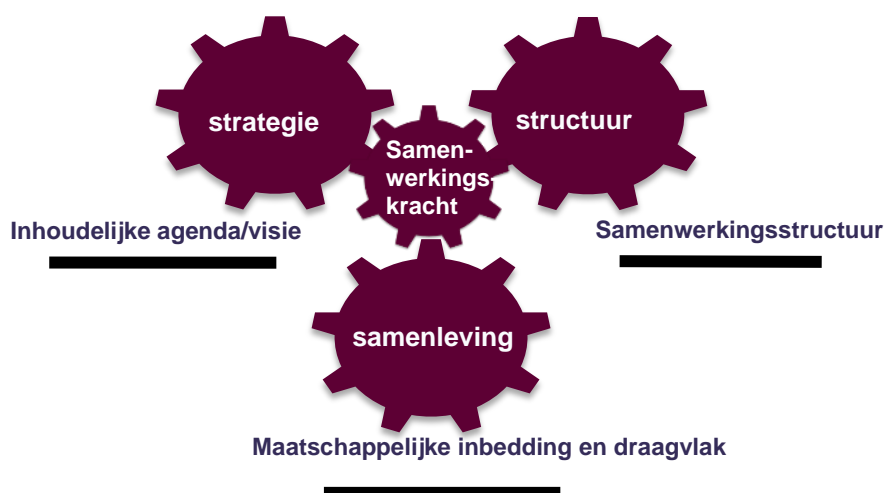 strategie
structuur
Samen-
werkings-
kracht
Inhoudelijke agenda/visie
Samenwerkingsstructuur
samenleving
Maatschappelijke inbedding en draagvlak